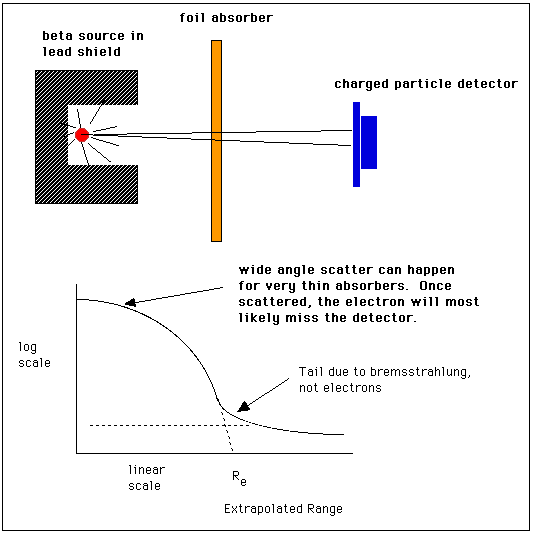 foil absorber
beta source in
lead shield
charged particle detector
wide angle scatter can happen
for very thin absorbers. Once
scattered, the electron will most
likely miss the detector.
log
scale
Tail due to bremsstrahlung,
not electrons
linear
scale
Re
Extrapolated Range